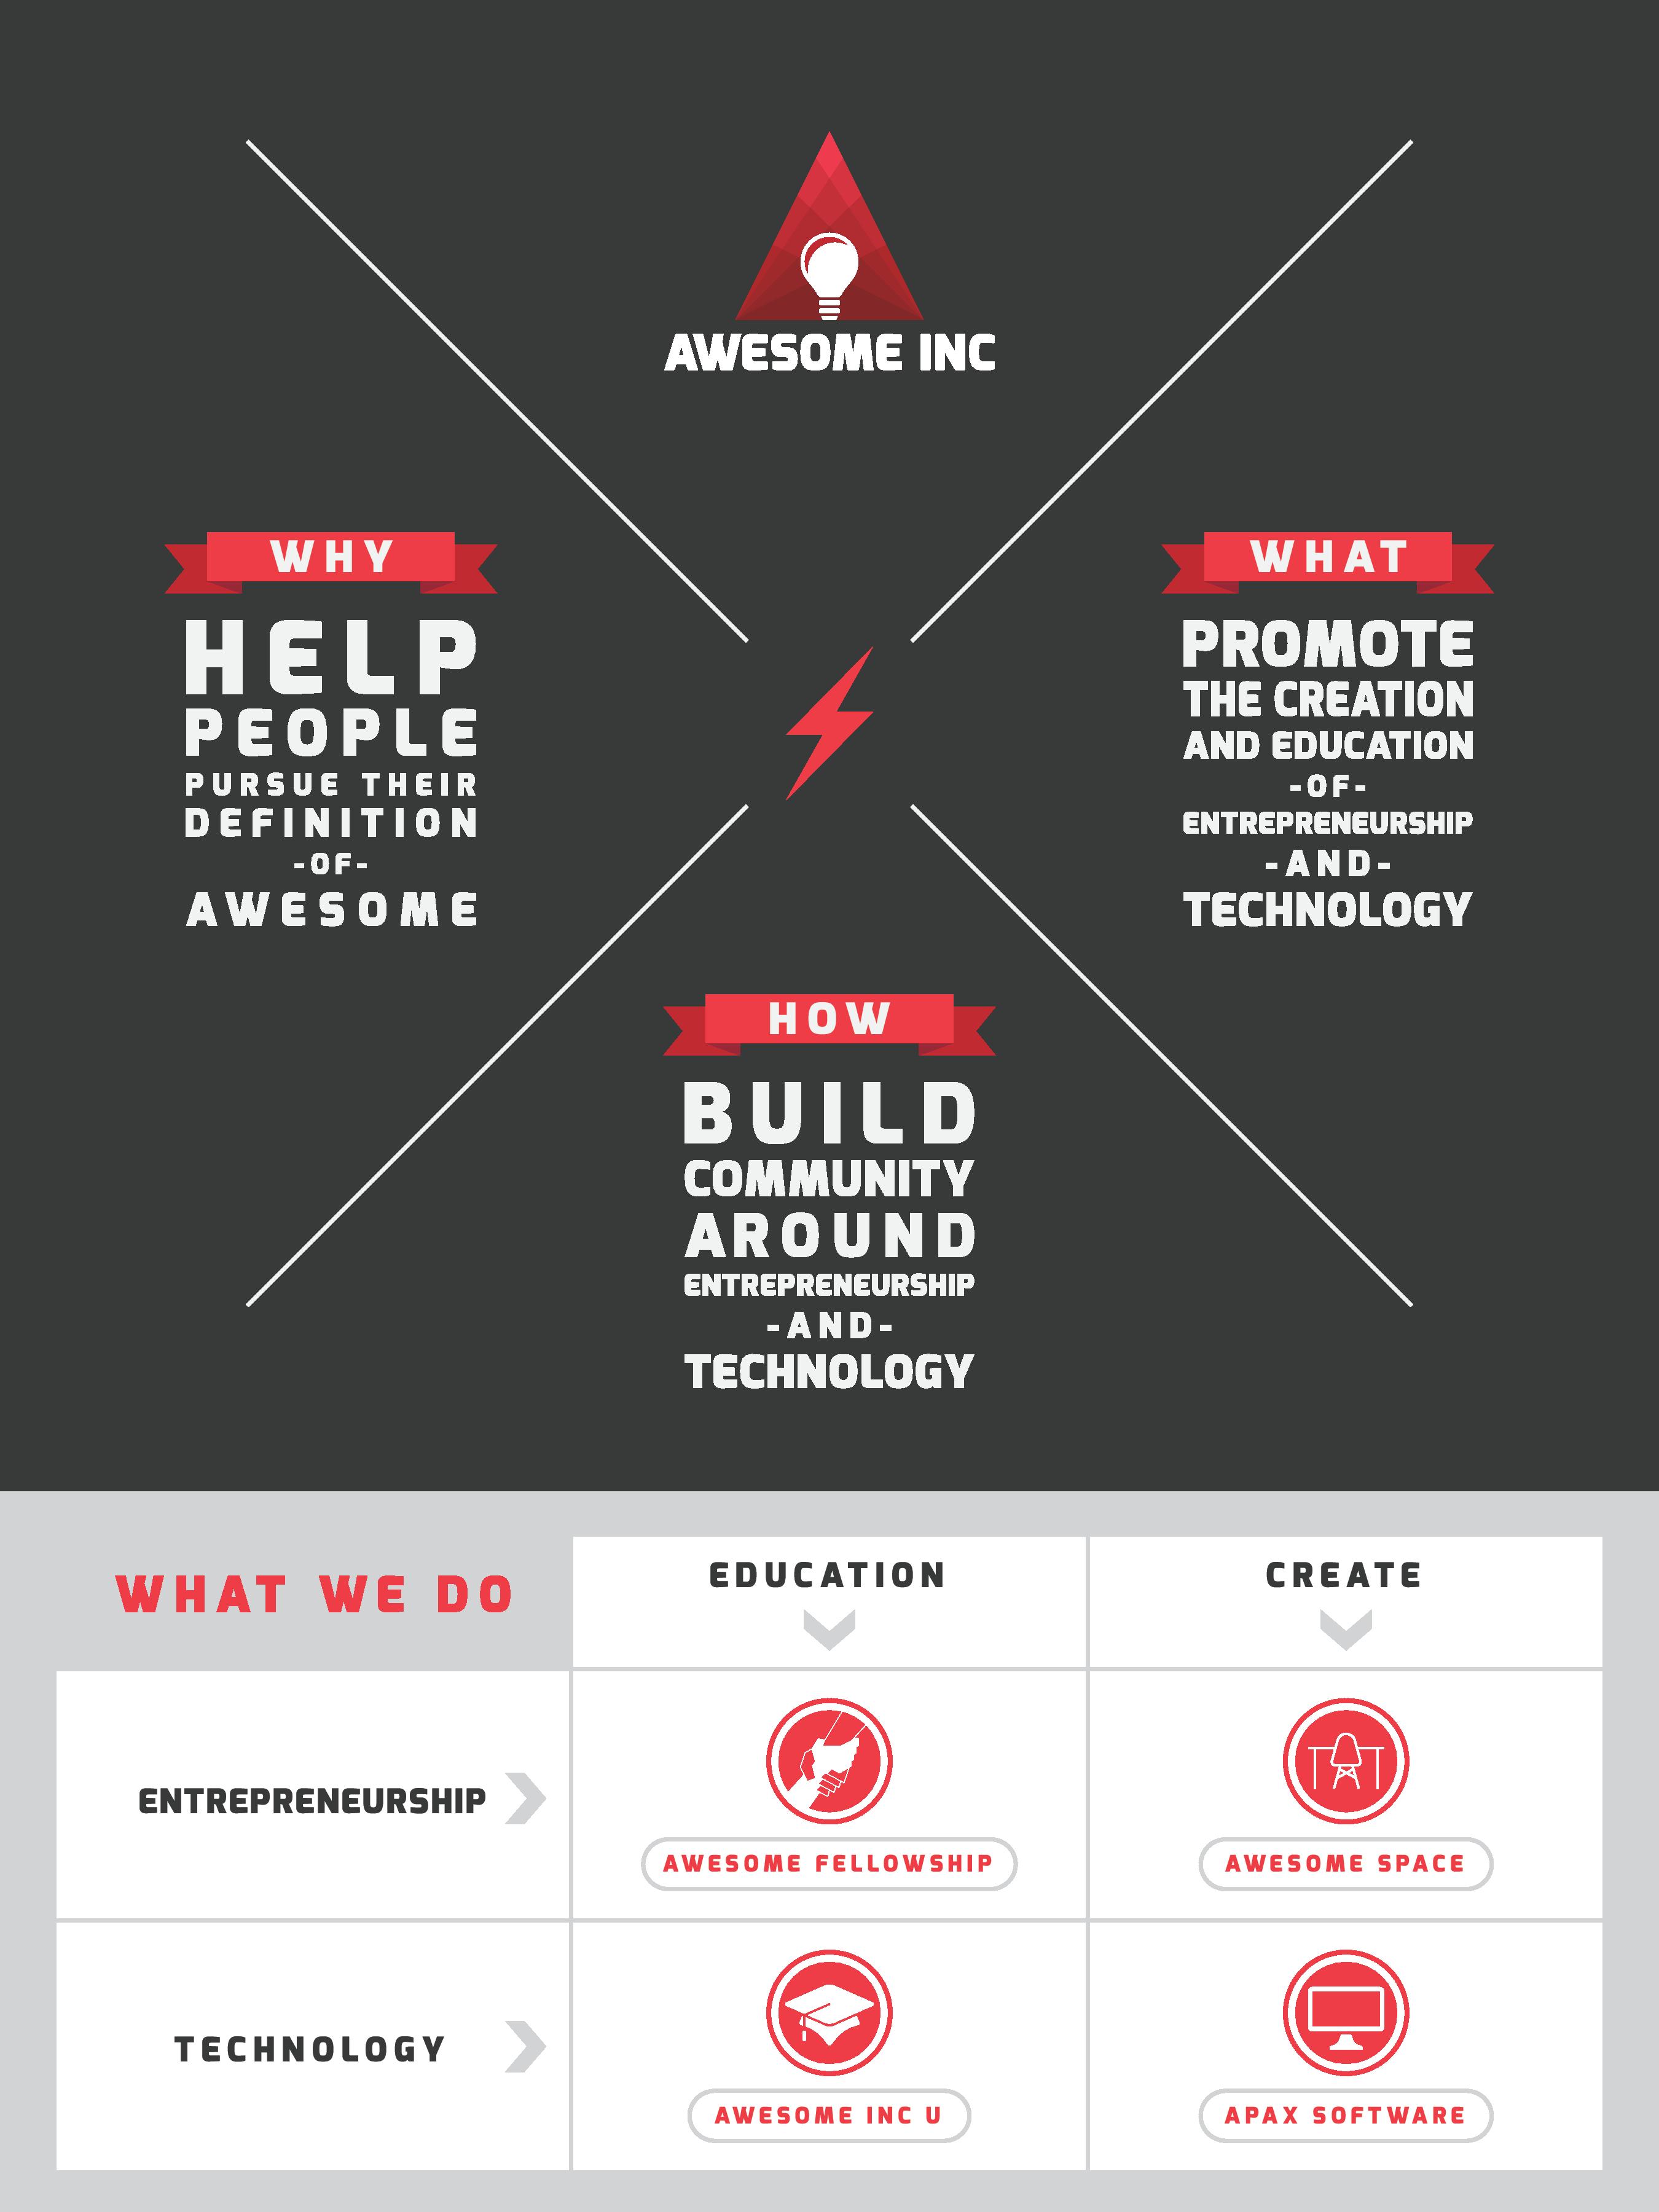 AWESOME INC
WHY
HELP
PEOPLE
PURSUE THEIR
DEFINITION
-OF-
AWESOME
WHAT
PROMOTE
THE CREATION
AND EDUCATION
-OF-
ENTREPRENEURSHIP
-AND-
TECHNOLOGY
HOW
BUILD
COMMUNITY
AROUND
ENTREPRENEURSHIP
-AND-
TECHNOLOGY
WHAT WE DO
EDUCATION
CREATE
ENTREPRENEURSHIP
AWESOME FELLOWSHIP
AWESOME SPACE
TECHNOLOGY
AWESOME INC U
APAX SOFTWARE